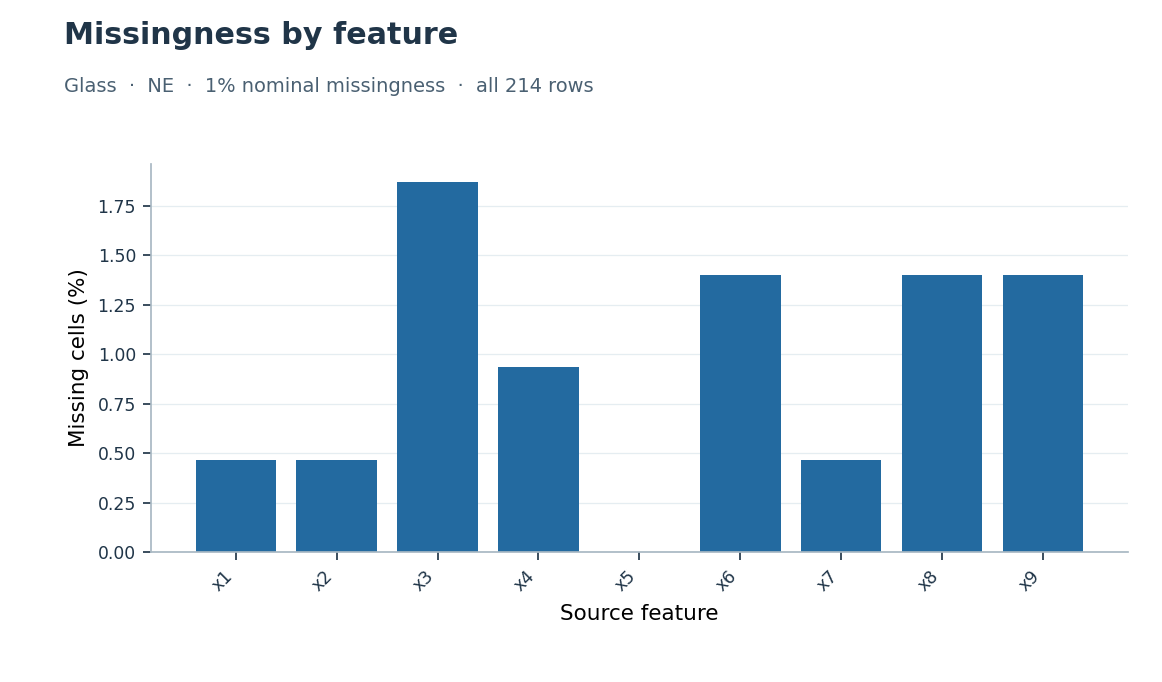 Missingness by feature
Glass · NE · 1% nominal missingness · all 214 rows
Missing cells (%)
1.75
1.50
1.25
1.00
0.75
0.50
0.25
0.00
x1 x2 x3 x4 x5 x6 x7 x8 x9
Source feature